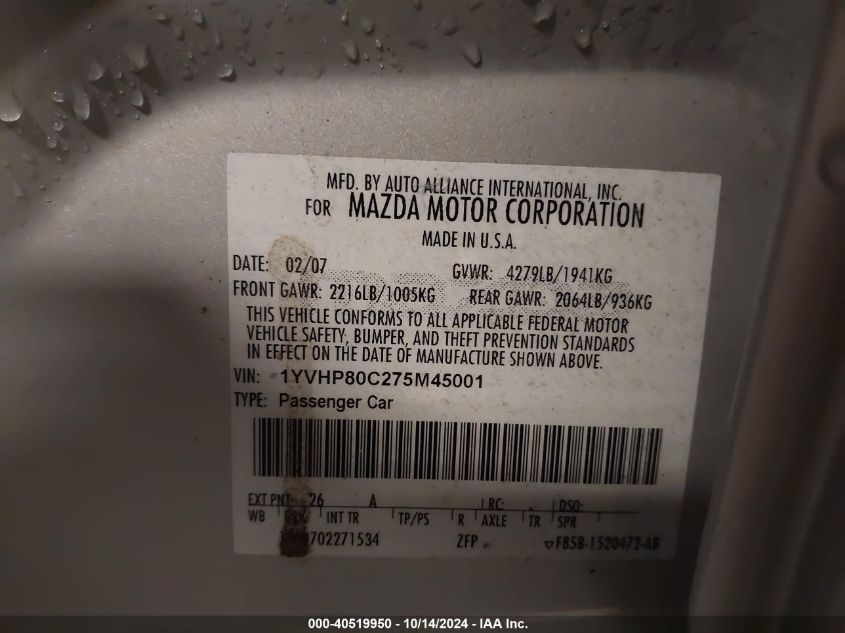 MFD. BY AUTO ALLIANCE INTERNATIONAL, INC.
FOR MAZDA MOTOR CORPORATION
MADE IN U.S.A.
DATE: 02/07 GVWR: 4279LB/1941KG
FRONT GAWR: 2216LB/1005KG REAR GAWR: 2064LB/936KG
THIS VEHICLE CONFORMS TO ALL APPLICABLE FEDERAL MOTOR
VEHICLE SAFETY, BUMPER, AND THEFT PREVENTION STANDARDS
IN EFFECT ON THE DATE OF MANUFACTURE SHOWN ABOVE.
VIN: 1YVHP80C275M45001
TYPE: Passenger Car
EXT PNT: 26 A RC: DSO:
WB BRK INT TR TP/PS R AXLE TR SPR
702271534 ZFP F85B-1520472-AB
000-40519950 - 10/14/2024 - IAA Inc.